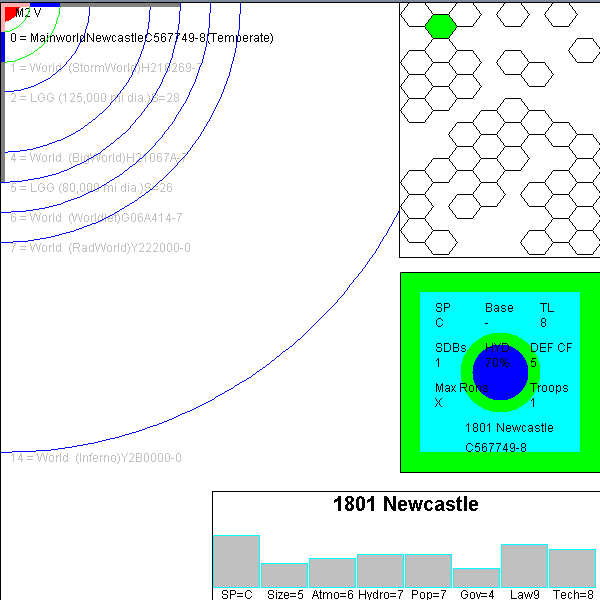 M2 V
0 = MainworldNewcastleC567749-8(Temperate)
1 = World (StormWorld)H210269-7
2 = LGG (125,000 mi dia.)S=28
4 = World (BigWorld)H21067A-7
5 = LGG (80,000 mi dia.)S=26
6 = World (Worldlet)G06A414-7
7 = World (RadWorld)Y222000-0
14 = World (Inferno)Y2B0000-0
SP Base TL
C - 8
SDBs HYD DEF CF
1 70% 5
Max Rons Troops
X 1
1801 Newcastle
C567749-8
1801 Newcastle
SP=C Size=5 Atmo=6 Hydro=7 Pop=7 Gov=4 Law9 Tech=8